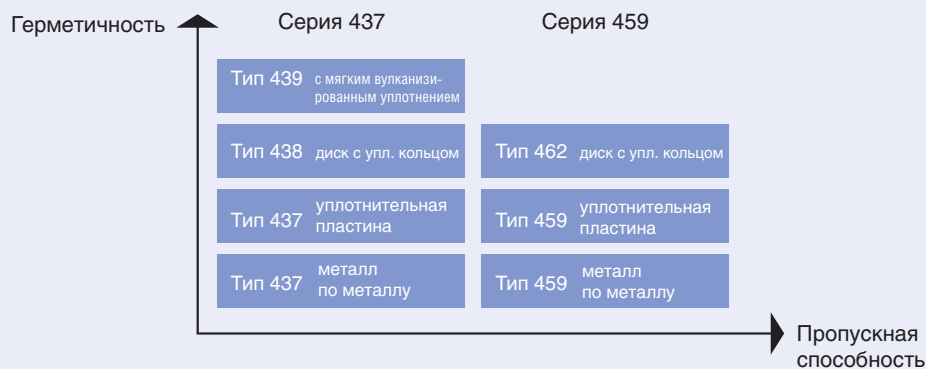 Герметичность
Серия 437
Серия 459
Тип 439 с мягким вулканизи-
рованным уплотнением
Тип 438 диск с упл. кольцом
Тип 462 диск с упл. кольцом
Тип 437 уплотнительная
пластина
Тип 459 уплотнительная
пластина
Тип 437 металл
по металлу
Тип 459 металл
по металлу
Пропускная
способность